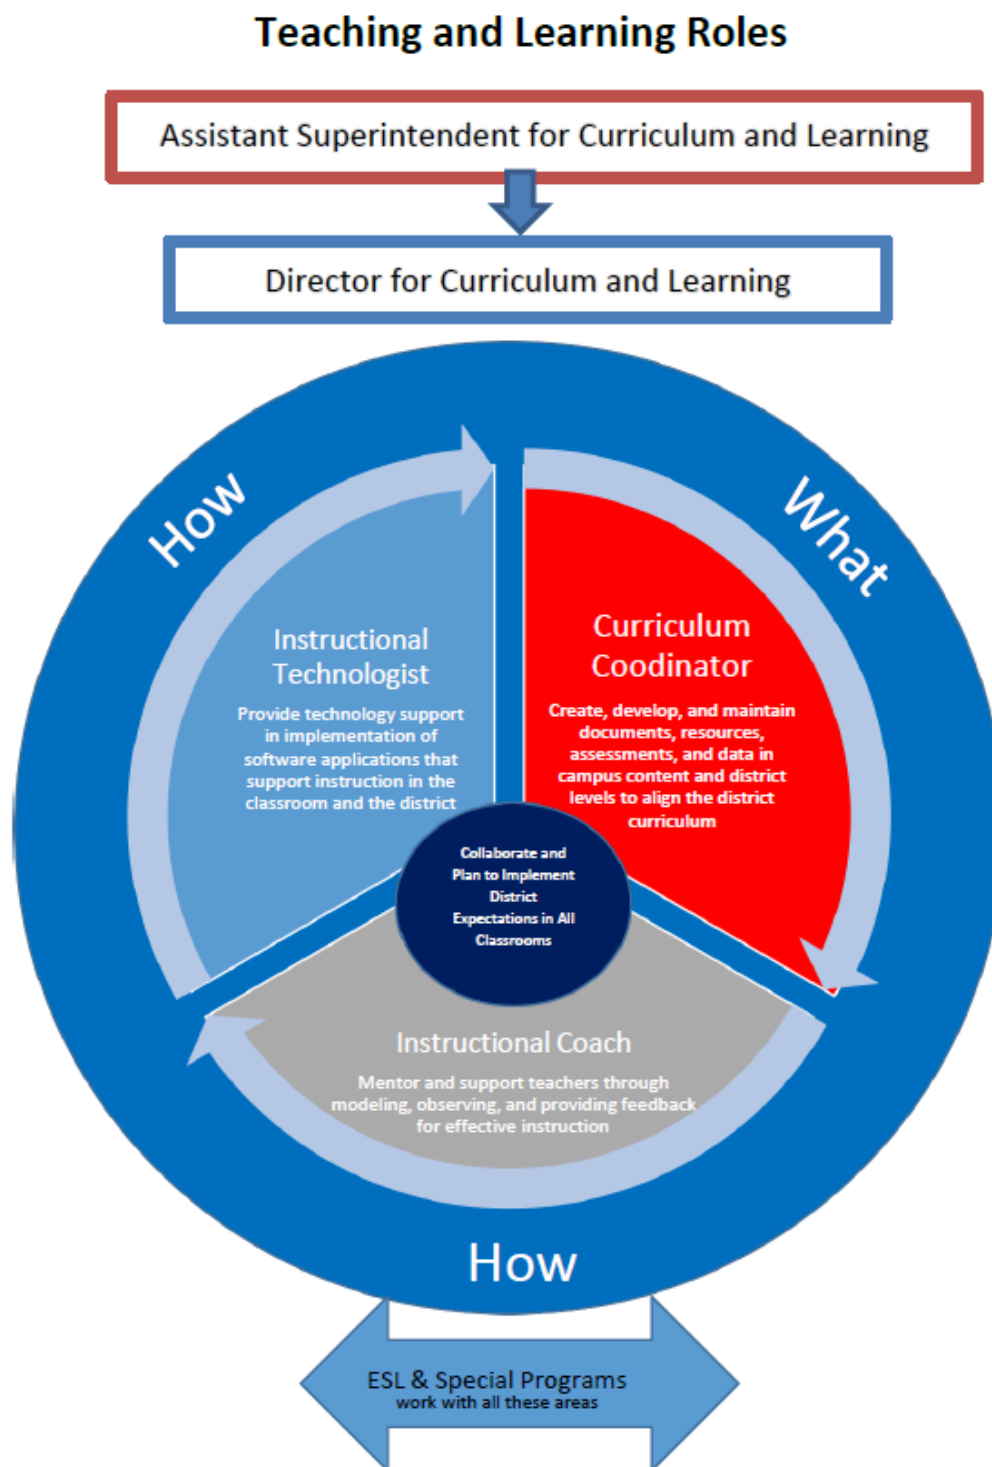 Teaching and Learning Roles
Assistant Superintendent for Curriculum and Learning
Director for Curriculum and Learning
How
What
Instructional
Technologist
Provide technology support
in implementation of
software applications that
support instruction in the
classroom and the district
Curriculum
Coodinator
Create, develop, and maintain
documents, resources,
assessments, and data in
campus content and district
levels to align the district
curriculum
Collaborate and
Plan to Implement
District
Expectations in All
Classrooms
Instructional Coach
Mentor and support teachers through
modeling, observing, and providing feedback
for effective instruction
How
ESL & Special Programs
work with all these areas